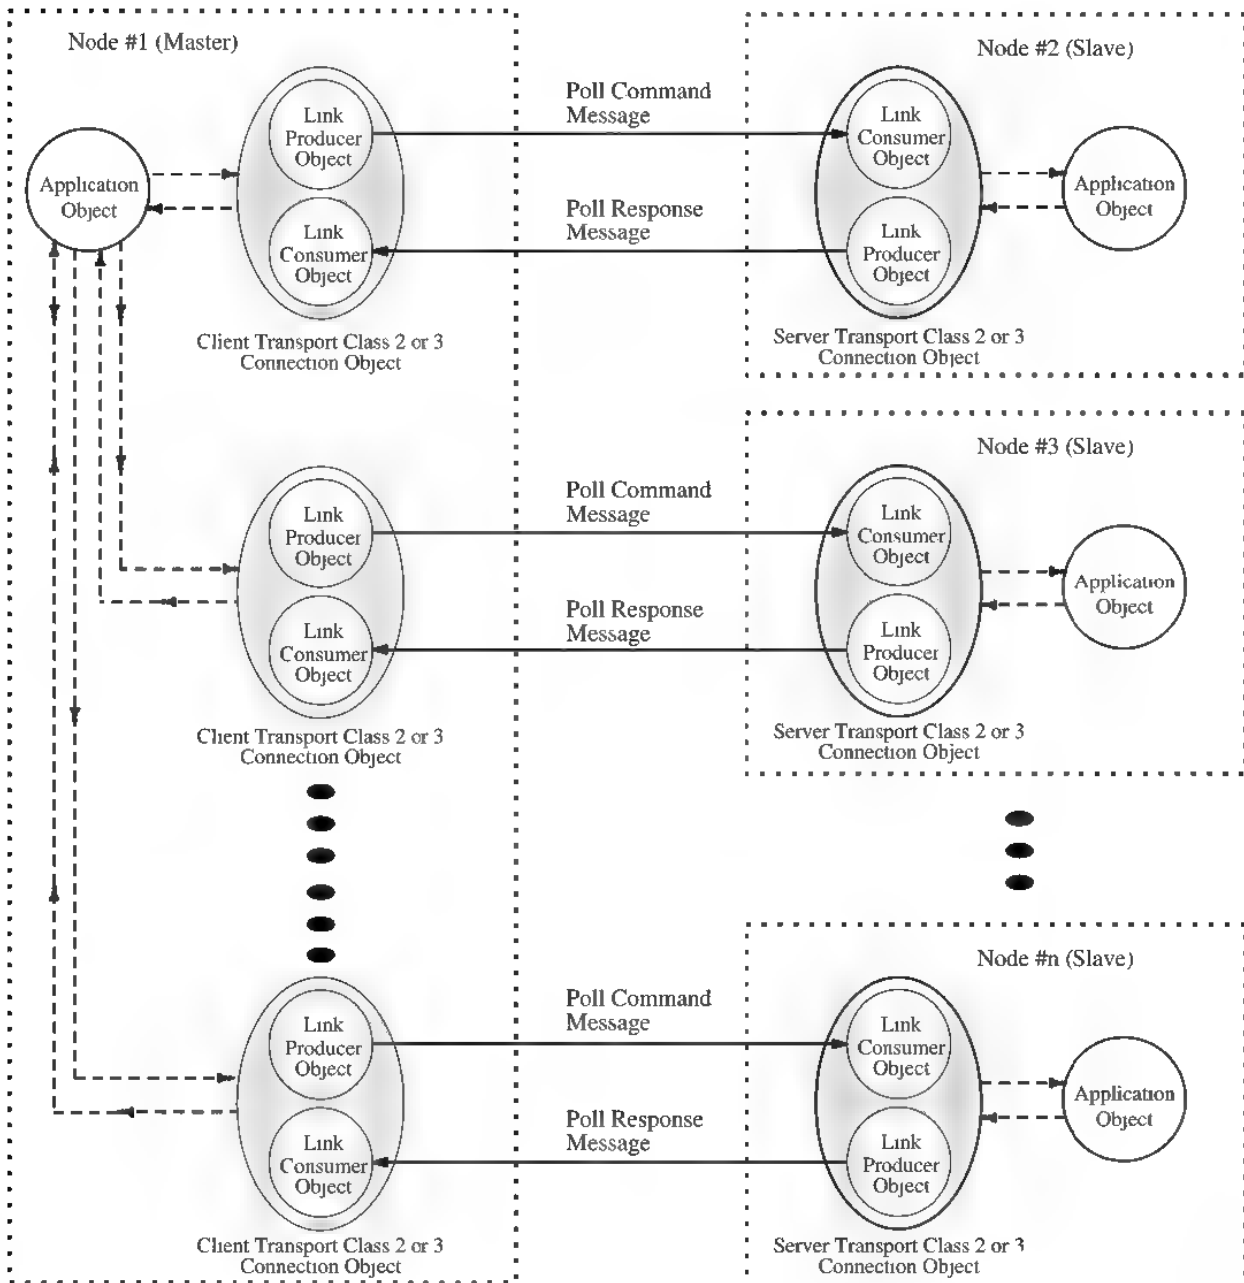 Node #1 (Master)
Application
Object
Link
Producer
Object
Link
Consumer
Object
Client Transport Class 2 or 3
Connection Object
Poll Command
Message
Poll Response
Message
Node #2 (Slave)
Link
Consumer
Object
Link
Producer
Object
Application
Object
Server Transport Class 2 or 3
Connection Object
Link
Producer
Object
Link
Consumer
Object
Client Transport Class 2 or 3
Connection Object
Poll Command
Message
Poll Response
Message
Node #3 (Slave)
Link
Consumer
Object
Link
Producer
Object
Application
Object
Server Transport Class 2 or 3
Connection Object
Link
Producer
Object
Link
Consumer
Object
Client Transport Class 2 or 3
Connection Object
Poll Command
Message
Poll Response
Message
Node #n (Slave)
Link
Consumer
Object
Link
Producer
Object
Application
Object
Server Transport Class 2 or 3
Connection Object